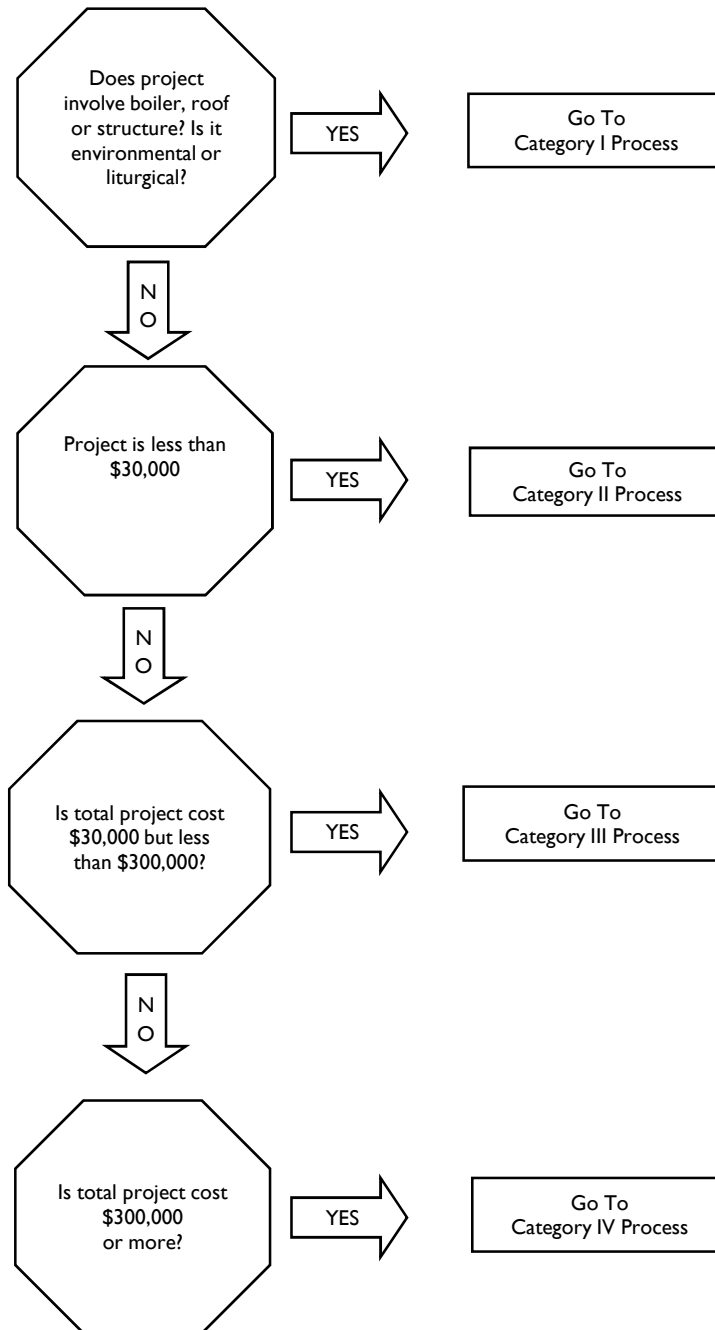 Does project
involve boiler, roof
or structure? Is it
environmental or
liturgical?
YES
Go To
Category I Process
N
O
Project is less than
$30,000
YES
Go To
Category II Process
N
O
Is total project cost
$30,000 but less
than $300,000?
YES
Go To
Category III Process
N
O
Is total project cost
$300,000
or more?
YES
Go To
Category IV Process